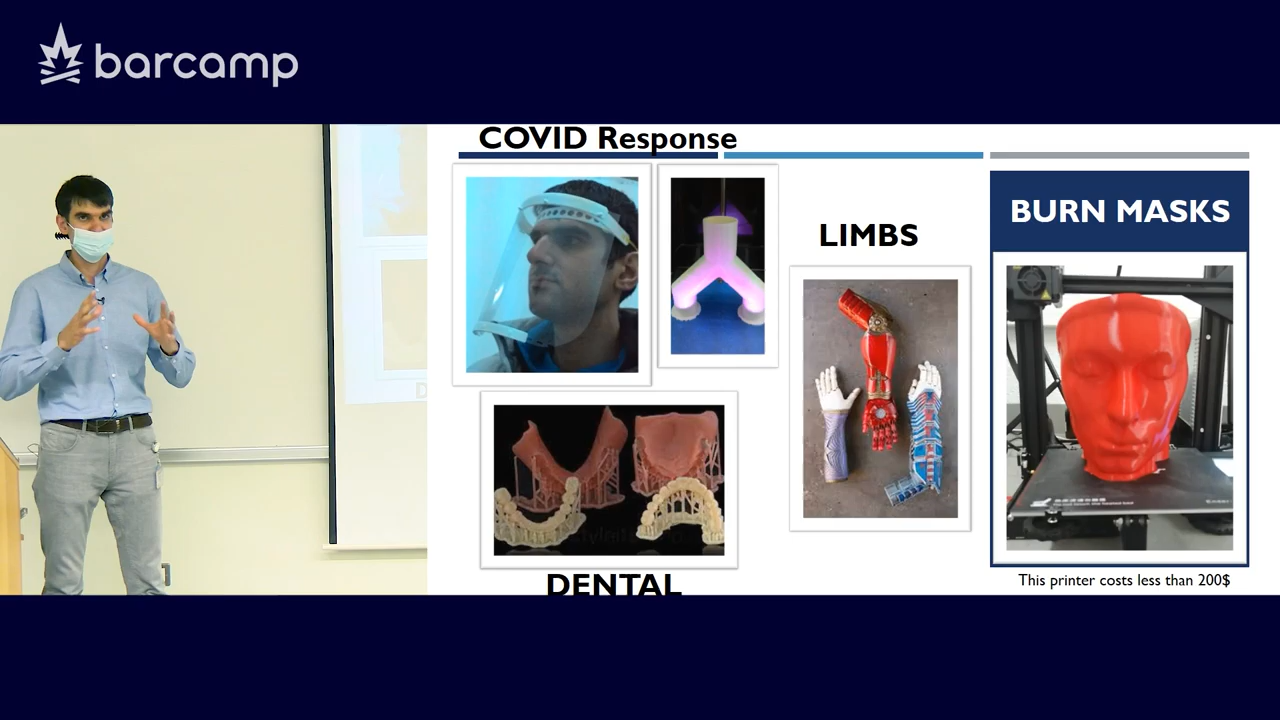 barcamp
COVID Response
LIMBS
BURN MASKS
DENTAL
This printer costs less than 200$